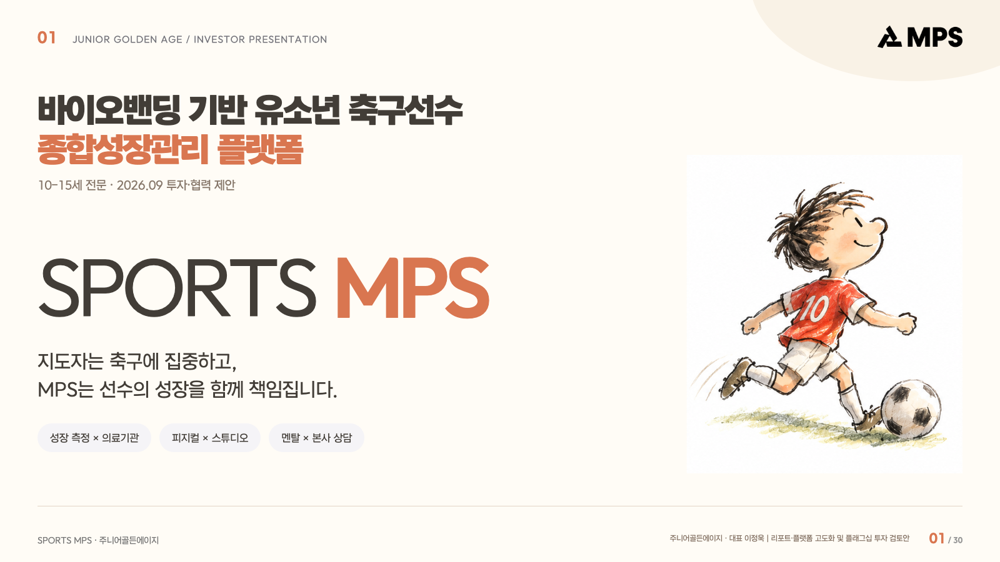 01 JUNIOR GOLDEN AGE / INVESTOR PRESENTATION
MPS
바이오밴딩 기반 유소년 축구선수
종합성장관리 플랫폼
10-15세 전문 · 2026.09 투자·협력 제안
SPORTS MPS
지도자는 축구에 집중하고,
MPS는 선수의 성장을 함께 책임집니다.
성장 측정 × 의료기관
피지컬 × 스튜디오
멘탈 × 본사 상담
10
SPORTS MPS · 주니어골든에이지
주니어골든에이지 · 대표 이정욱 | 리포트·플랫폼 고도화 및 플래그십 투자 검토안
01 / 30